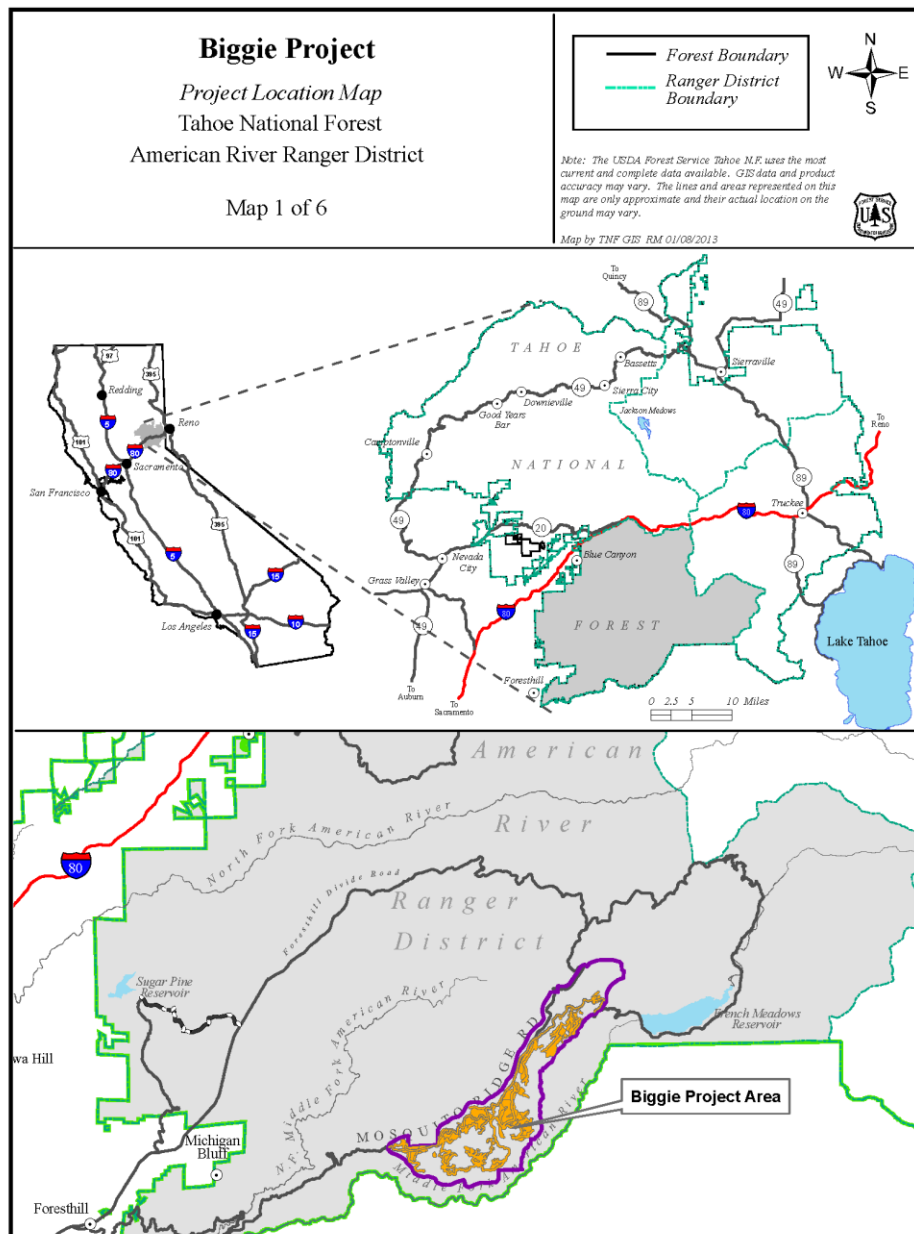 Biggie Project
Project Location Map
Tahoe National Forest
American River Ranger District
Map 1 of 6
Forest Boundary
Ranger District
Boundary
N
W
E
S
Note: The USDA Forest Service Tahoe N.F. uses the most
current and complete data available. GIS data and product
accuracy may vary. The lines and areas represented on this
map are only approximate and their actual location on the
ground may vary.
Map by TNF GIS RM 01/08/2013
FOREST SERVICE
U S
97
395
Redding
5
101
Reno
80
80
Sacramento
San Francisco
101
395
5
15
Los Angeles
15
10
To
Quincy
89
49
TAHOE
Bassetts
Sierraville
49
Sierra City
Downieville
Good Years
Bar
Jackson Medows
Camptonville
To
Reno
NATIONAL
89
Truckee
80
49
20
Nevada
City
Blue Canyon
89
Grass Valley
80
49
FOREST
Lake Tahoe
Foresthill
To
Auburn
To
Sacramento
0 2.5 5 10 Miles
American
River
Ranger
District
North Fork American River
80
Foresthill Divide Road
Sugar Pine
Reservoir
N.F. Middle Fork American River
French Meadows
Reservoir
wa Hill
MOSQUITO RIDGE RD
Biggie Project Area
Middle Fork American River
Michigan
Bluff
Foresthill